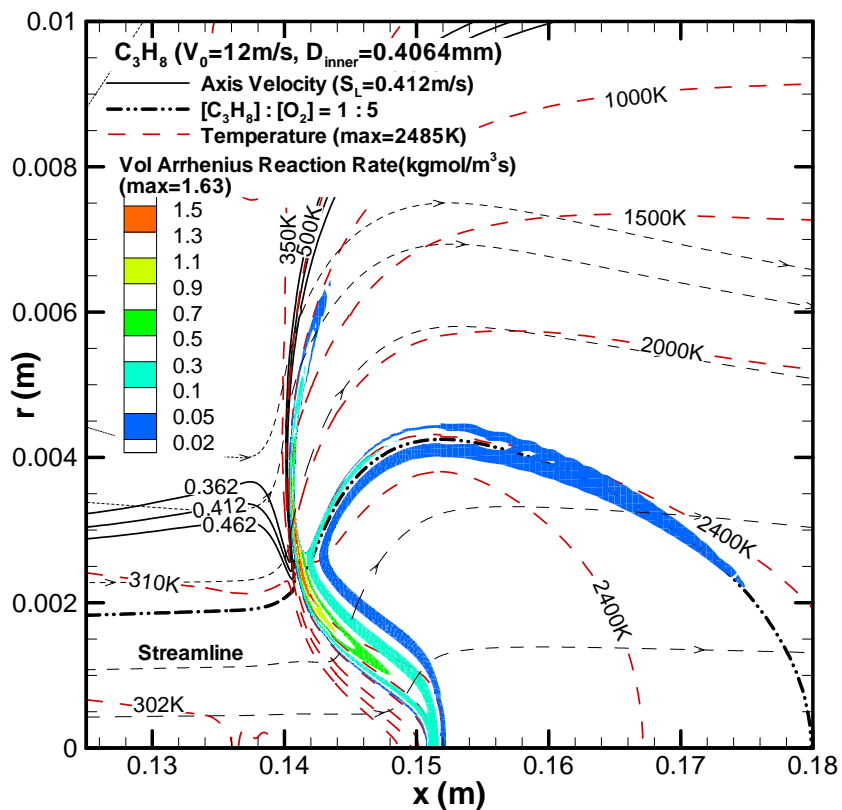 0.01
C₃H₈ (V₀=12m/s, D_inner=0.4064mm)
Axis Velocity (S_L=0.412m/s)
[C₃H₈] : [O₂] = 1 : 5
Temperature (max=2485K)
Vol Arrhenius Reaction Rate(kgmol/m³s)
(max=1.63)
1.5
1.3
1.1
0.9
0.7
0.5
0.3
0.1
0.05
0.02
1000K
350K
500K
1500K
2000K
2400K
2400K
0.362
0.412
0.462
310K
Streamline
302K
0.008
0.006
0.004
0.002
0
r (m)
0.13
0.14
0.15
0.16
0.17
0.18
x (m)